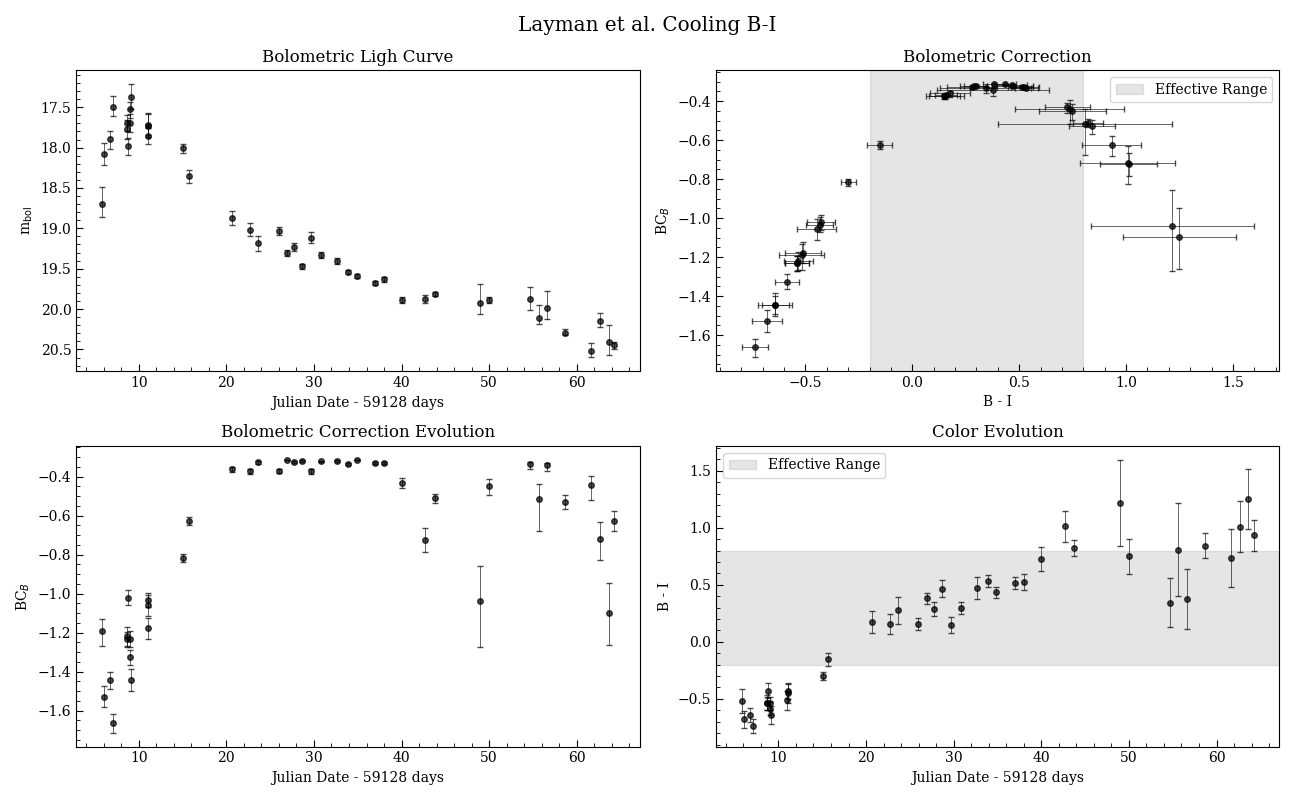 Layman et al. Cooling B-I
Bolometric Ligh Curve
m_bol
17.5
18.0
18.5
19.0
19.5
20.0
20.5
10 20 30 40 50 60
Julian Date - 59128 days
Bolometric Correction
Effective Range
BC_B
−0.4
−0.6
−0.8
−1.0
−1.2
−1.4
−1.6
−0.5 0.0 0.5 1.0 1.5
B - I
Bolometric Correction Evolution
BC_B
−0.4
−0.6
−0.8
−1.0
−1.2
−1.4
−1.6
10 20 30 40 50 60
Julian Date - 59128 days
Color Evolution
Effective Range
B - I
1.5
1.0
0.5
0.0
−0.5
10 20 30 40 50 60
Julian Date - 59128 days